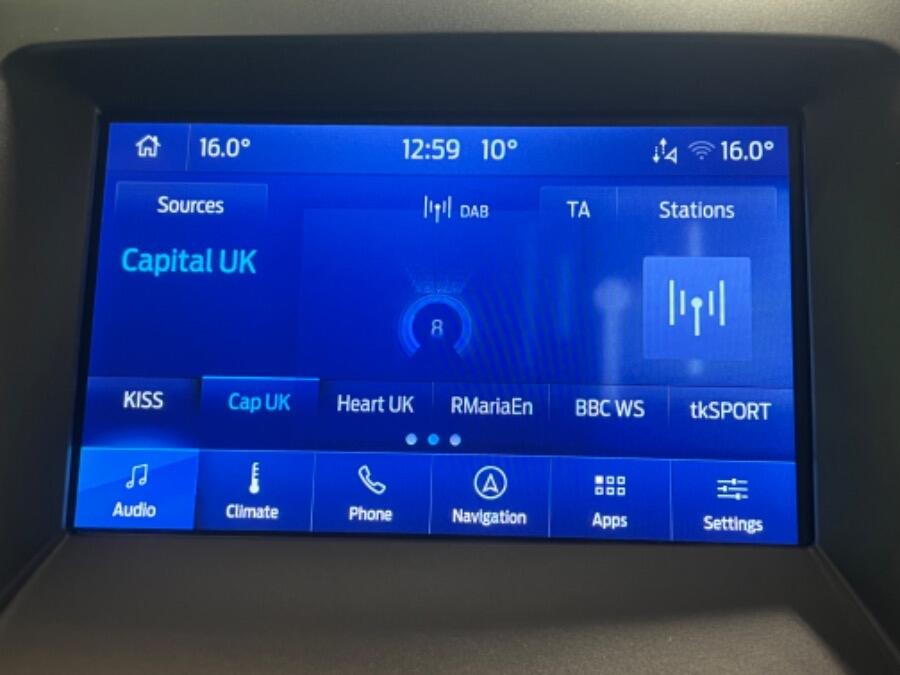 16.0° 12:59 10° 16.0°
Sources DAB TA Stations
Capital UK
8
KISS Cap UK Heart UK RMariaEn BBC WS tkSPORT
Audio Climate Phone Navigation Apps Settings